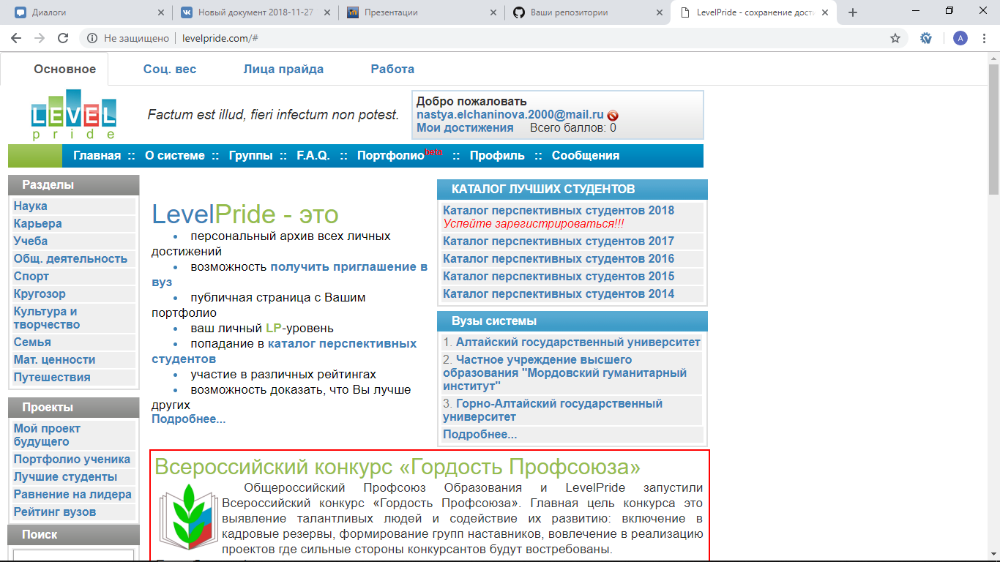 Диалоги
Новый документ 2018-11-27
Презентации
Ваши репозитории
LevelPride - сохранение дост
Не защищено
levelpride.com/#
A
Основное
Соц. вес
Лица прайда
Работа
LEVEL
pride
Factum est illud, fieri infectum non potest.
Добро пожаловать
nastya.elchaninova.2000@mail.ru
Мои достижения Всего баллов: 0
Главная :: О системе :: Группы :: F.A.Q. :: Портфолио beta :: Профиль :: Сообщения
Разделы
Наука
Карьера
Учеба
Общ. деятельность
Спорт
Кругозор
Культура и
творчество
Семья
Мат. ценности
Путешествия
Проекты
Мой проект
будущего
Портфолио ученика
Лучшие студенты
Равнение на лидера
Рейтинг вузов
Поиск
LevelPride - это
• персональный архив всех личных
достижений
• возможность получить приглашение в
вуз
• публичная страница с Вашим
портфолио
• ваш личный LP-уровень
• попадание в каталог перспективных
студентов
• участие в различных рейтингах
• возможность доказать, что Вы лучше
других
Подробнее...
КАТАЛОГ ЛУЧШИХ СТУДЕНТОВ
Каталог перспективных студентов 2018
Успейте зарегистрироваться!!!
Каталог перспективных студентов 2017
Каталог перспективных студентов 2016
Каталог перспективных студентов 2015
Каталог перспективных студентов 2014
Вузы системы
1. Алтайский государственный университет
2. Частное учреждение высшего
образования "Мордовский гуманитарный
институт"
3. Горно-Алтайский государственный
университет
Подробнее...
Всероссийский конкурс «Гордость Профсоюза»
Общероссийский Профсоюз Образования и LevelPride запустили
Всероссийский конкурс «Гордость Профсоюза». Главная цель конкурса это
выявление талантливых людей и содействие их развитию: включение в
кадровые резервы, формирование групп наставников, вовлечение в реализацию
проектов где сильные стороны конкурсантов будут востребованы.